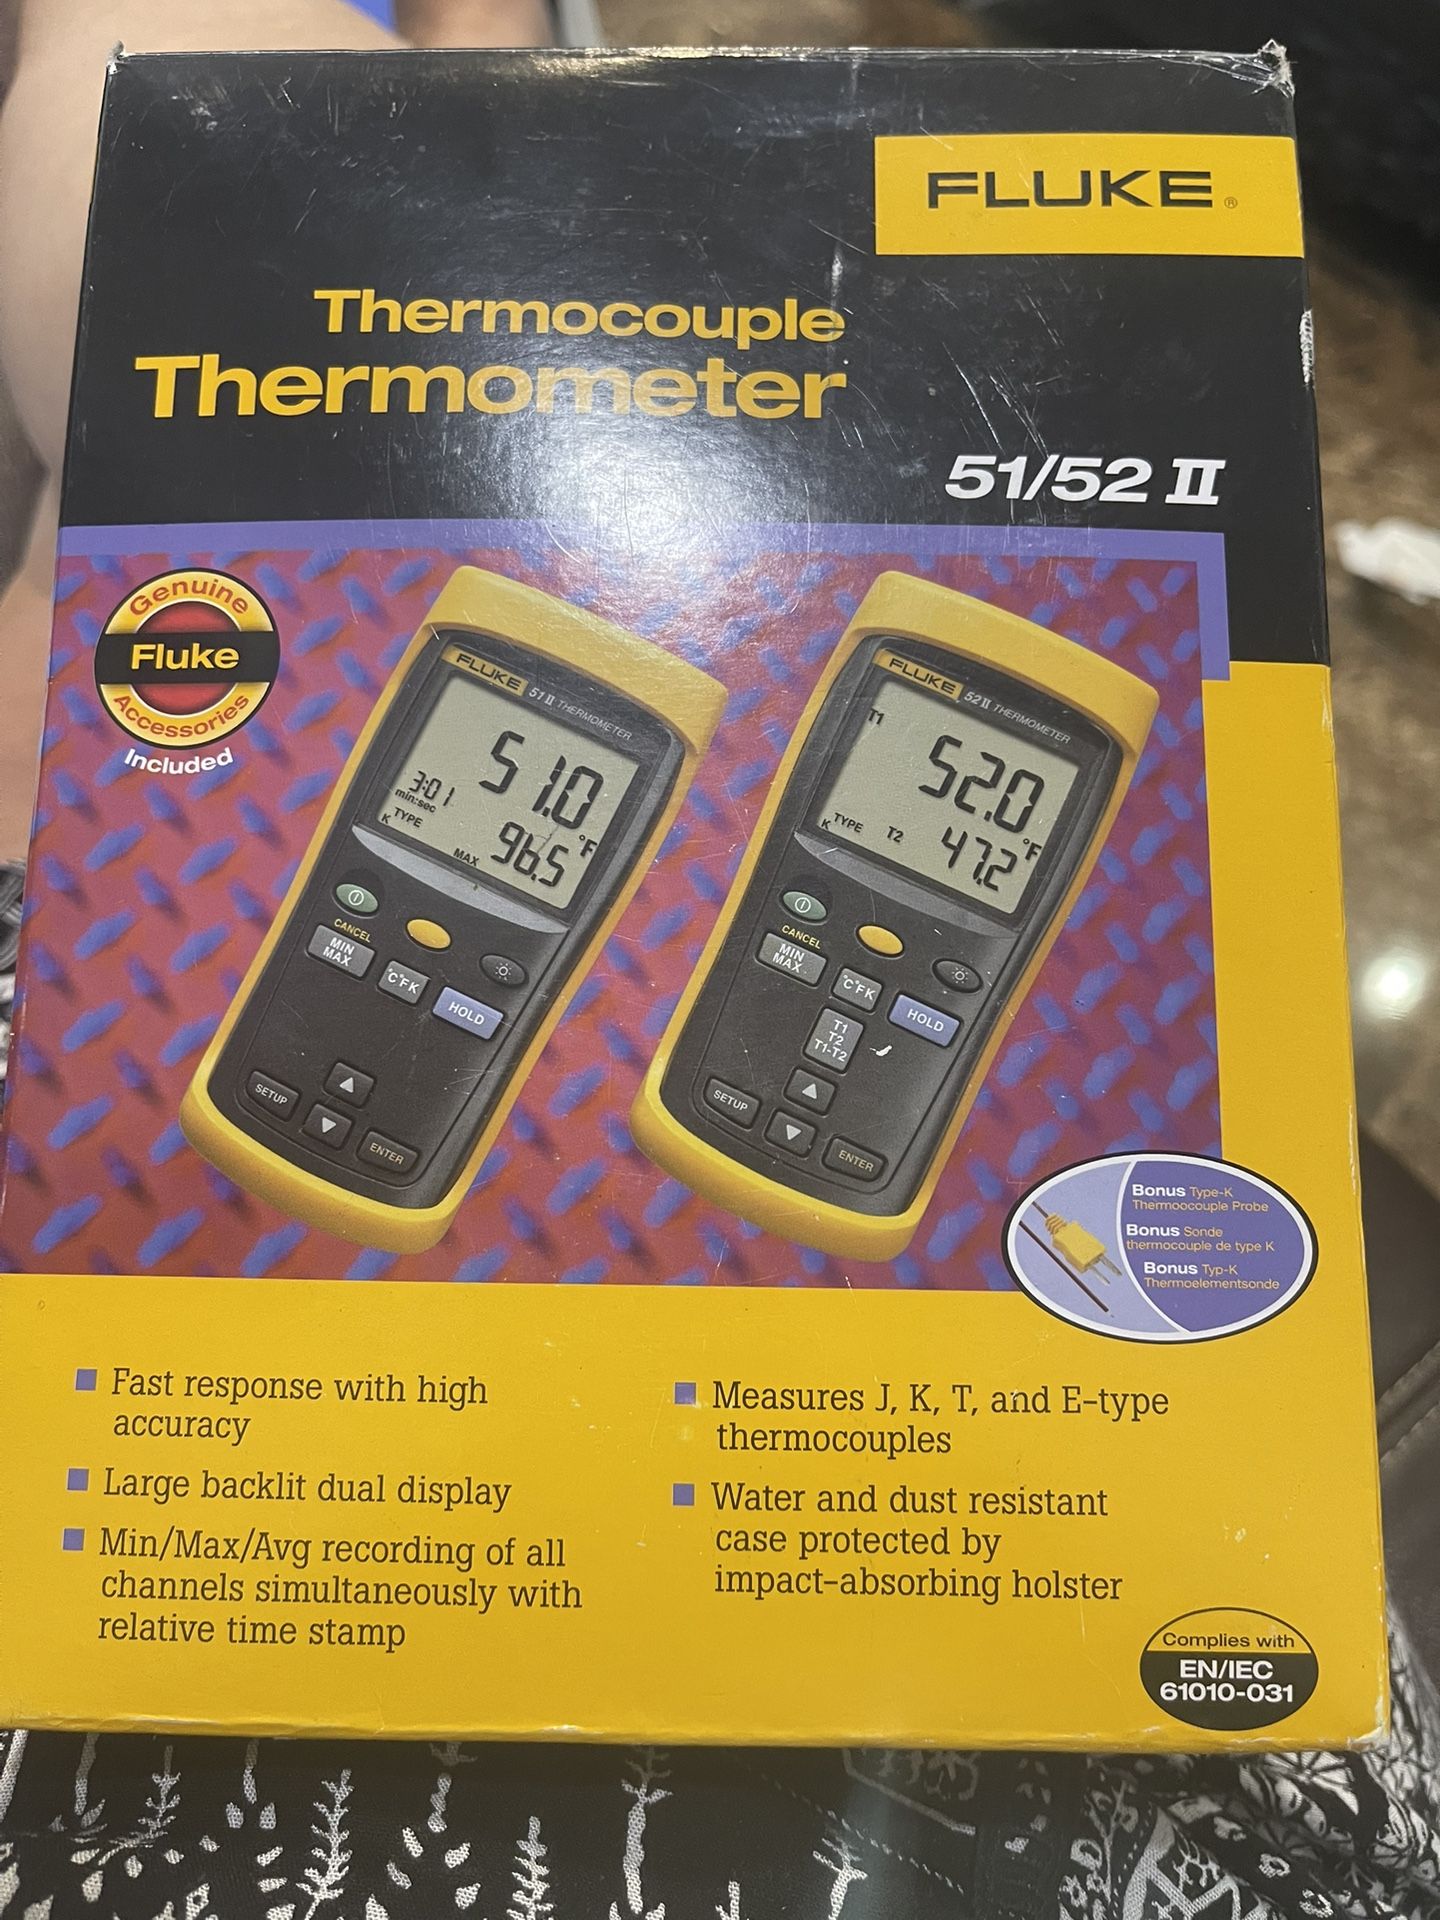 FLUKE®
Thermocouple
Thermometer
51/52 II
Genuine
Fluke
Accessories
Included
FLUKE 51 II THERMOMETER
51.0
3:01
min:sec
°F
K TYPE
MAX 96.5
CANCEL
MIN
MAX
°C°F K
HOLD
SETUP
ENTER
FLUKE 52 II THERMOMETER
T1
52.0
°F
K TYPE T2 47.2
CANCEL
MIN
MAX
°C°F K
HOLD
T1
T2
T1-T2
SETUP
ENTER
Bonus Type-K
Thermoocouple Probe
Bonus Sonde
thermocouple de type K
Bonus Typ-K
Thermoelementsonde
Fast response with high
accuracy
Large backlit dual display
Min/Max/Avg recording of all
channels simultaneously with
relative time stamp
Measures J, K, T, and E-type
thermocouples
Water and dust resistant
case protected by
impact-absorbing holster
Complies with
EN/IEC
61010-031